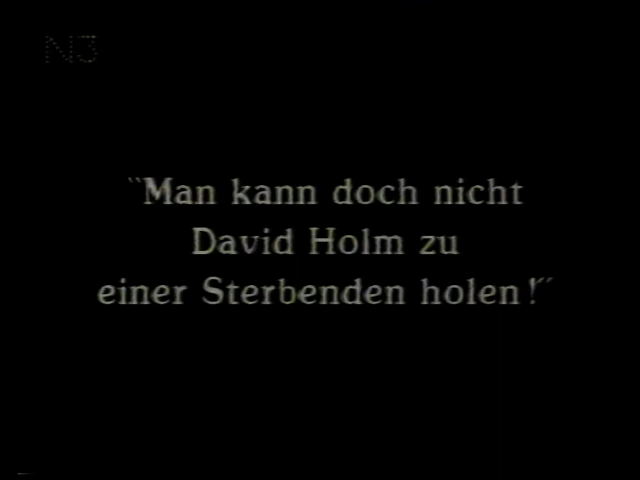 N3
"Man kann doch nicht
David Holm zu
einer Sterbenden holen!"